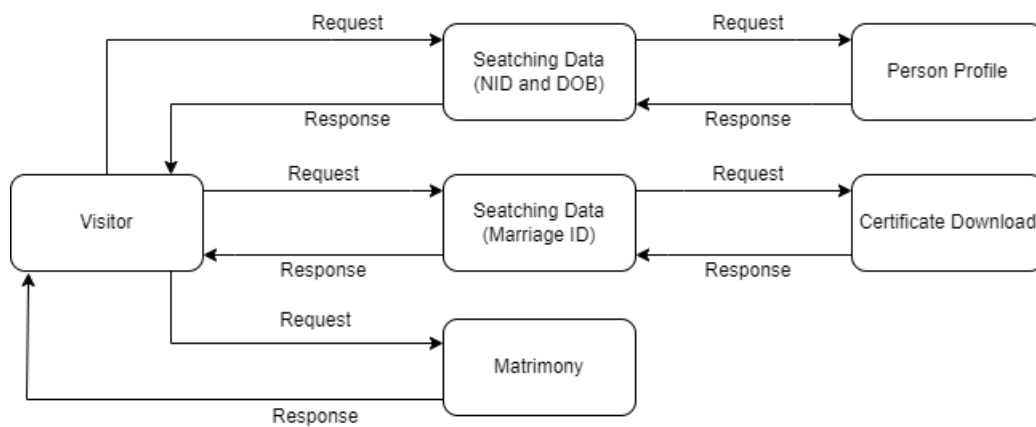 Request
Request
Seatching Data
(NID and DOB)
Person Profile
Response
Response
Request
Request
Visitor
Seatching Data
(Marriage ID)
Certificate Download
Response
Response
Request
Matrimony
Response